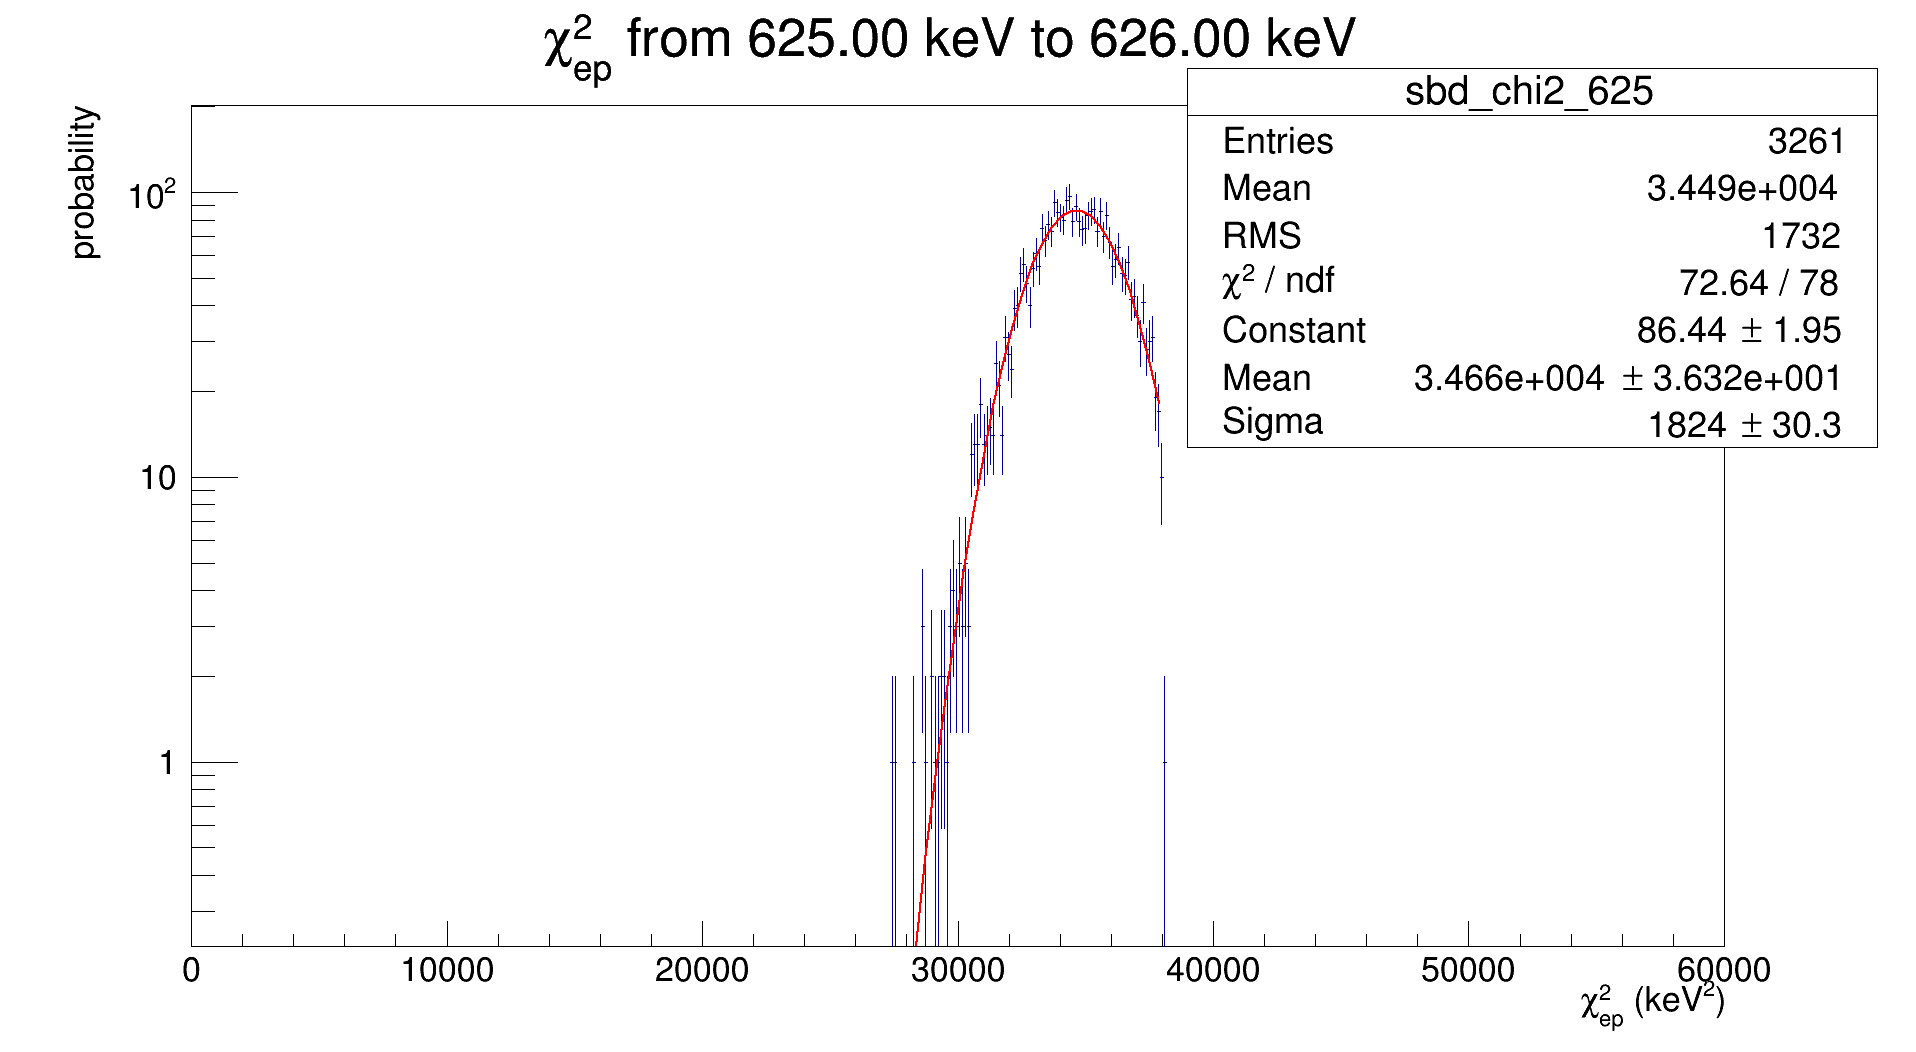 χ²ep from 625.00 keV to 626.00 keV
sbd_chi2_625
Entries 3261
Mean 3.449e+004
RMS 1732
χ² / ndf 72.64 / 78
Constant 86.44 ± 1.95
Mean 3.466e+004 ± 3.632e+001
Sigma 1824 ± 30.3
probability
10²
10
1
0 10000 20000 30000 40000 50000 60000
χ²ep (keV²)